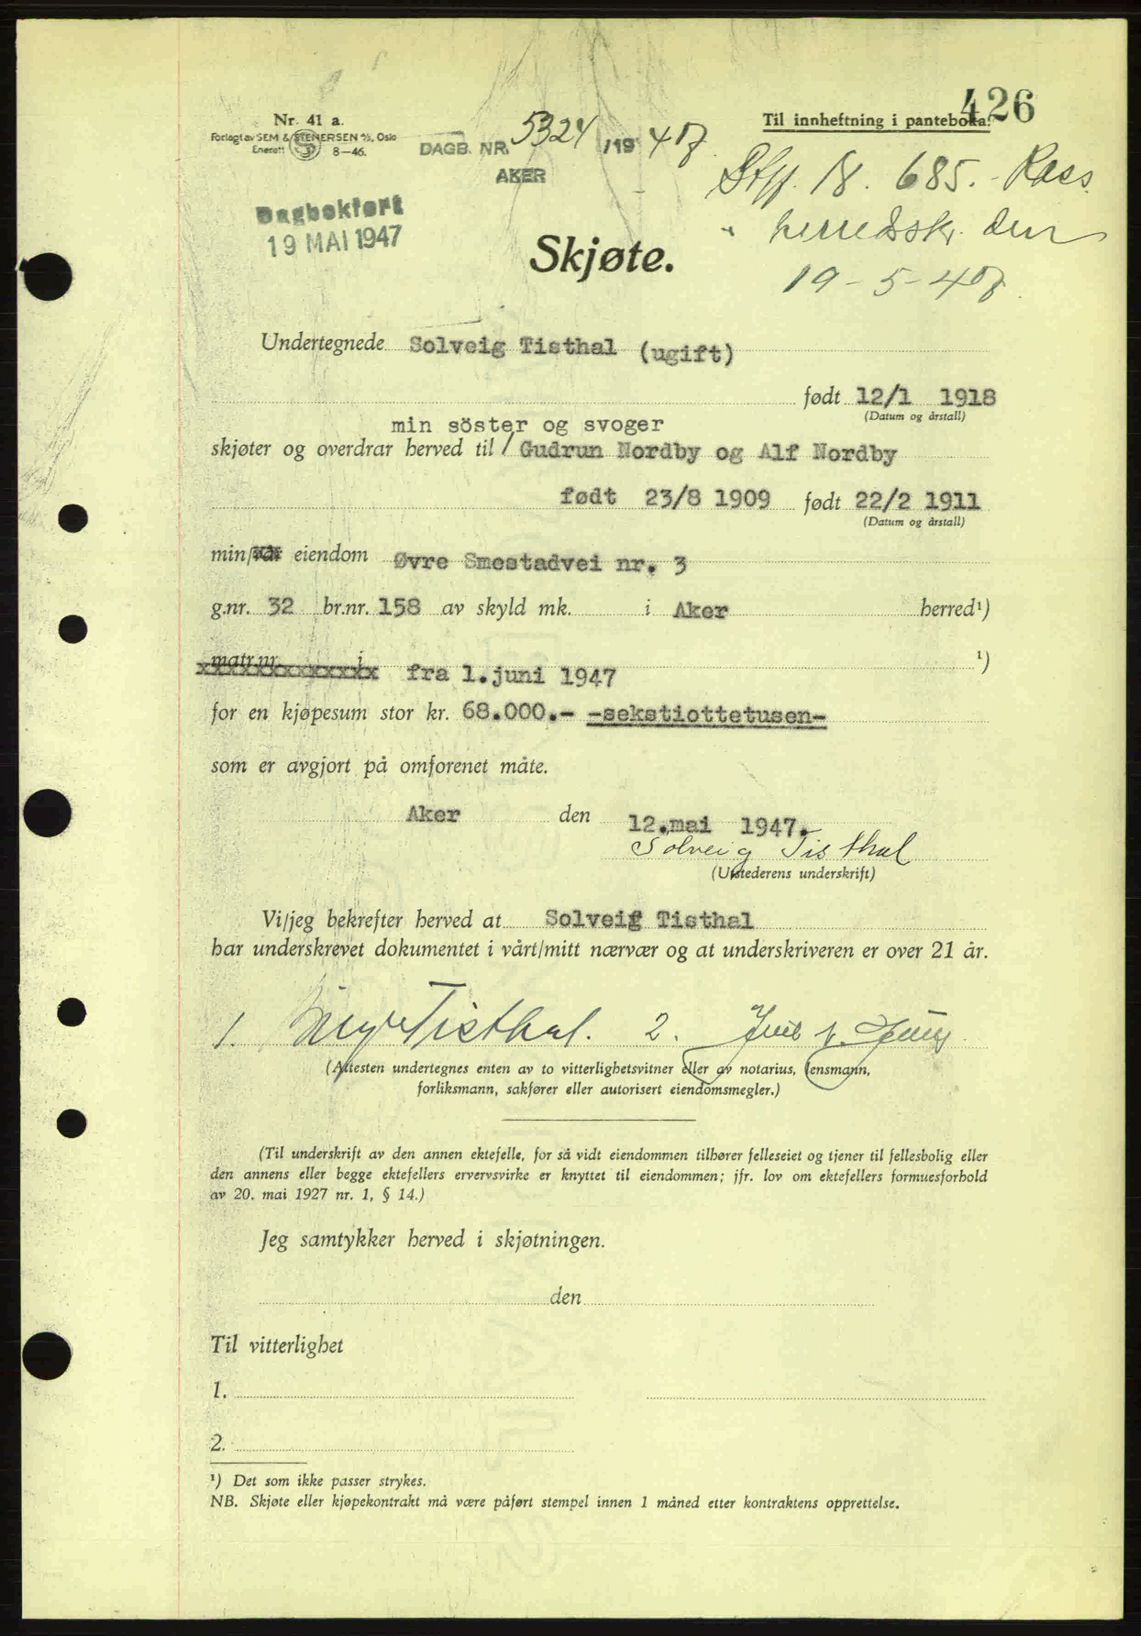 426
Nr. 41 a.
Forlagt av SEM & STENERSEN A/S, Oslo
Enerett 8-46.
DAGB. NR. 5324 /19 47
AKER
Til innheftning i panteboka.
Stpl. 18. 685.- Kass.
herredsskr. den
19-5-47
Dagbokført
19 MAI 1947
Skjøte.
Undertegnede Solveig Tisthal (ugift)
født 12/1 1918
(Datum og årstall)
min söster og svoger
skjøter og overdrar herved til / Gudrun Nordby og Alf Nordby
født 23/8 1909 født 22/2 1911
(Datum og årstall)
min/vår eiendom Øvre Smestadvei nr. 3
g.nr. 32 br.nr. 158 av skyld mk. i Aker herred¹)
matr.nr. i fra 1.juni 1947 ¹)
for en kjøpesum stor kr. 68.000.- -sekstiottetusen-
som er avgjort på omforenet måte.
Aker den 12.mai 1947.
Solveig Tisthal
(Utstederens underskrift)
Vi/jeg bekrefter herved at Solveig Tisthal
har underskrevet dokumentet i vårt/mitt nærvær og at underskriveren er over 21 år.
1. Tisthal. 2.
(Attesten undertegnes enten av to vitterlighetsvitner eller av notarius, lensmann,
forliksmann, sakfører eller autorisert eiendomsmegler.)
(Til underskrift av den annen ektefelle, for så vidt eiendommen tilhører felleseiet og tjener til fellesbolig eller
den annens eller begge ektefellers ervervsvirke er knyttet til eiendommen; jfr. lov om ektefellers formuesforhold
av 20. mai 1927 nr. 1, § 14.)
Jeg samtykker herved i skjøtningen.
den
Til vitterlighet
1.
2.
¹) Det som ikke passer strykes.
NB. Skjøte eller kjøpekontrakt må være påført stempel innen 1 måned etter kontraktens opprettelse.